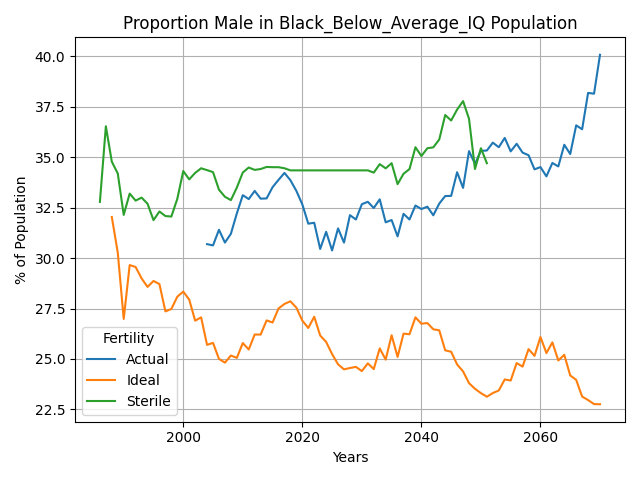 Proportion Male in Black_Below_Average_IQ Population
% of Population
40.0
37.5
35.0
32.5
30.0
27.5
25.0
22.5
Fertility
Actual
Ideal
Sterile
2000
2020
2040
2060
Years